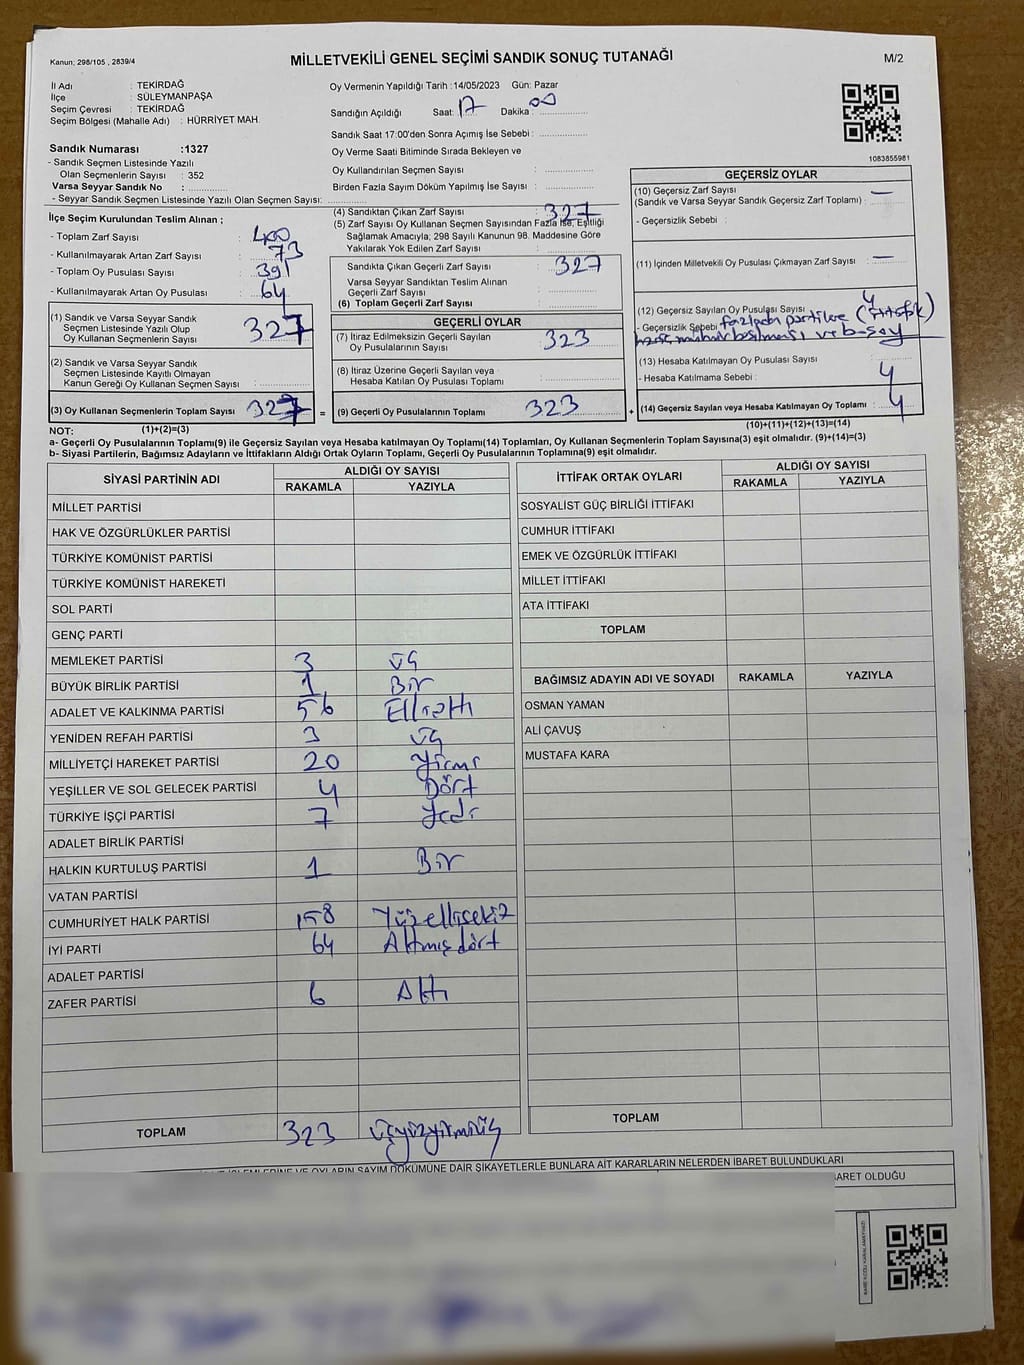 Kanun: 298/105 , 2839/4
MİLLETVEKİLİ GENEL SEÇİMİ SANDIK SONUÇ TUTANAĞI
M/2
İl Adı : TEKİRDAĞ
İlçe : SÜLEYMANPAŞA
Seçim Çevresi : TEKİRDAĞ
Seçim Bölgesi (Mahalle Adı) : HÜRRİYET MAH.
Sandık Numarası :1327
- Sandık Seçmen Listesinde Yazılı
Olan Seçmenlerin Sayısı : 352
Varsa Seyyar Sandık No :
- Seyyar Sandık Seçmen Listesinde Yazılı Olan Seçmen Sayısı:
Oy Vermenin Yapıldığı Tarih :14/05/2023 Gün: Pazar
Sandığın Açıldığı Saat: 17 Dakika: 00
Sandık Saat 17:00'den Sonra Açımış İse Sebebi :
Oy Verme Saati Bitiminde Sırada Bekleyen ve
Oy Kullandırılan Seçmen Sayısı :
Birden Fazla Sayım Döküm Yapılmış İse Sayısı :
1083855981
İlçe Seçim Kurulundan Teslim Alınan ;
- Toplam Zarf Sayısı : 400
- Kullanılmayarak Artan Zarf Sayısı : 73
- Toplam Oy Pusulası Sayısı : 391
- Kullanılmayarak Artan Oy Pusulası : 64
(1) Sandık ve Varsa Seyyar Sandık
Seçmen Listesinde Yazılı Olup
Oy Kullanan Seçmenlerin Sayısı : 327
(2) Sandık ve Varsa Seyyar Sandık
Seçmen Listesinde Kayıtlı Olmayan
Kanun Gereği Oy Kullanan Seçmen Sayısı :
(3) Oy Kullanan Seçmenlerin Toplam Sayısı : 327 =
(4) Sandıktan Çıkan Zarf Sayısı : 327
(5) Zarf Sayısı Oy Kullanan Seçmen Sayısından Fazla İse, Eşitliği
Sağlamak Amacıyla; 298 Sayılı Kanunun 98. Maddesine Göre
Yakılarak Yok Edilen Zarf Sayısı :
Sandıkta Çıkan Geçerli Zarf Sayısı : 327
Varsa Seyyar Sandıktan Teslim Alınan
Geçerli Zarf Sayısı
(6) Toplam Geçerli Zarf Sayısı :
GEÇERLİ OYLAR
(7) İtiraz Edilmeksizin Geçerli Sayılan
Oy Pusulalarının Sayısı : 323
(8) İtiraz Üzerine Geçerli Sayılan ve
Hesaba Katılan Oy Pusulası Toplamı :
(9) Geçerli Oy Pusulalarının Toplamı : 323 +
GEÇERSİZ OYLAR
(10) Geçersiz Zarf Sayısı —
(Sandık ve Varsa Seyyar Sandık Geçersiz Zarf Toplamı) :
- Geçersizlik Sebebi :
(11) İçinden Milletvekili Oy Pusulası Çıkmayan Zarf Sayısı : —
(12) Geçersiz Sayılan Oy Pusulası Sayısı : 4
- Geçersizlik Sebebi fazladan partilere (ittifak)
mühür basılması ve
(13) Hesaba Katılmayan Oy Pusulası Sayısı :
- Hesaba Katılmama Sebebi : 4
(14) Geçersiz Sayılan veya Hesaba Katılmayan Oy Toplamı : 4
NOT: (1)+(2)=(3) (10)+(11)+(12)+(13)=(14)
a- Geçerli Oy Pusulalarının Toplamı(9) ile Geçersiz Sayılan veya Hesaba katılmayan Oy Toplamı(14) Toplamları, Oy Kullanan Seçmenlerin Toplam Sayısına(3) eşit olmalıdır. (9)+(14)=(3)
b- Siyasi Partilerin, Bağımsız Adayların ve İttifakların Aldığı Ortak Oyların Toplamı, Geçerli Oy Pusulalarının Toplamına(9) eşit olmalıdır.
SİYASİ PARTİNİN ADI ALDIĞI OY SAYISI
RAKAMLA YAZIYLA
MİLLET PARTİSİ
HAK VE ÖZGÜRLÜKLER PARTİSİ
TÜRKİYE KOMÜNİST PARTİSİ
TÜRKİYE KOMÜNİST HAREKETİ
SOL PARTİ
GENÇ PARTİ
MEMLEKET PARTİSİ 3 üç
BÜYÜK BİRLİK PARTİSİ 1 Bir
ADALET VE KALKINMA PARTİSİ 56 Ellialtı
YENİDEN REFAH PARTİSİ 3 üç
MİLLİYETÇİ HAREKET PARTİSİ 20 Yirmi
YEŞİLLER VE SOL GELECEK PARTİSİ 4 Dört
TÜRKİYE İŞÇİ PARTİSİ 7 Yedi
ADALET BİRLİK PARTİSİ
HALKIN KURTULUŞ PARTİSİ 1 Bir
VATAN PARTİSİ
CUMHURİYET HALK PARTİSİ 158 Yüzellisekiz
İYİ PARTİ 64 Altmışdört
ADALET PARTİSİ
ZAFER PARTİSİ 6 Altı
TOPLAM 323 üçyüzyirmiüç
İTTİFAK ORTAK OYLARI ALDIĞI OY SAYISI
RAKAMLA YAZIYLA
SOSYALİST GÜÇ BİRLİĞİ İTTİFAKI
CUMHUR İTTİFAKI
EMEK VE ÖZGÜRLÜK İTTİFAKI
MİLLET İTTİFAKI
ATA İTTİFAKI
TOPLAM
BAĞIMSIZ ADAYIN ADI VE SOYADI RAKAMLA YAZIYLA
OSMAN YAMAN
ALİ ÇAVUŞ
MUSTAFA KARA
TOPLAM
İŞLEMLERİNE VE OYLARIN SAYIM DÖKÜMÜNE DAİR ŞİKAYETLERLE BUNLARA AİT KARARLARIN NELERDEN İBARET BULUNDUKLARI
İBARET OLDUĞU